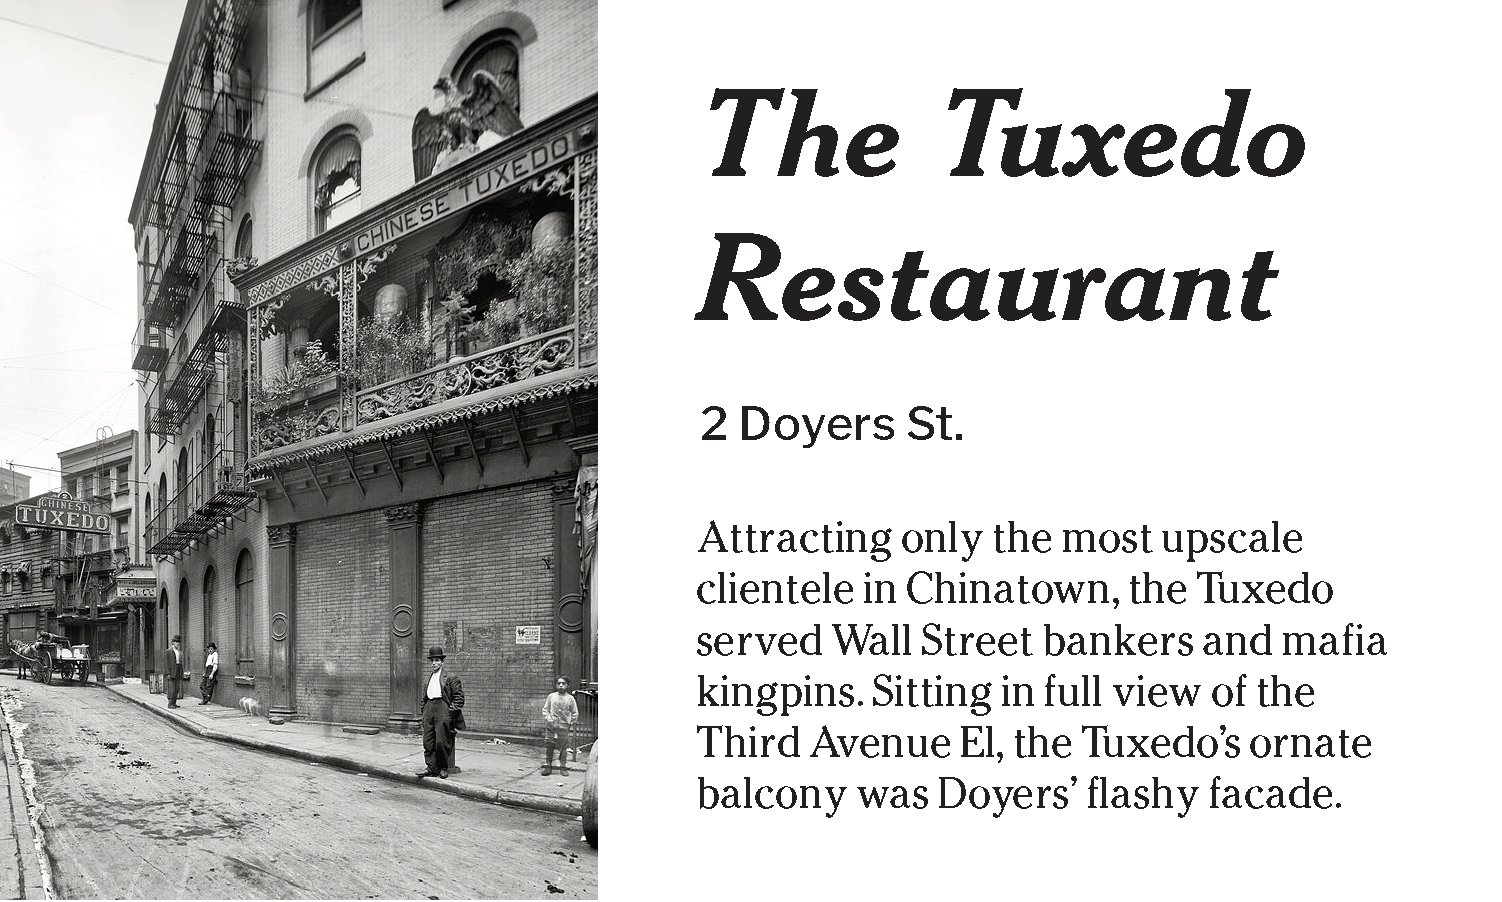 CHINESE TUXEDO
CHINESE
TUXEDO
The Tuxedo
Restaurant
2 Doyers St.
Attracting only the most upscale
clientele in Chinatown, the Tuxedo
served Wall Street bankers and mafia
kingpins. Sitting in full view of the
Third Avenue El, the Tuxedo’s ornate
balcony was Doyers’ flashy facade.